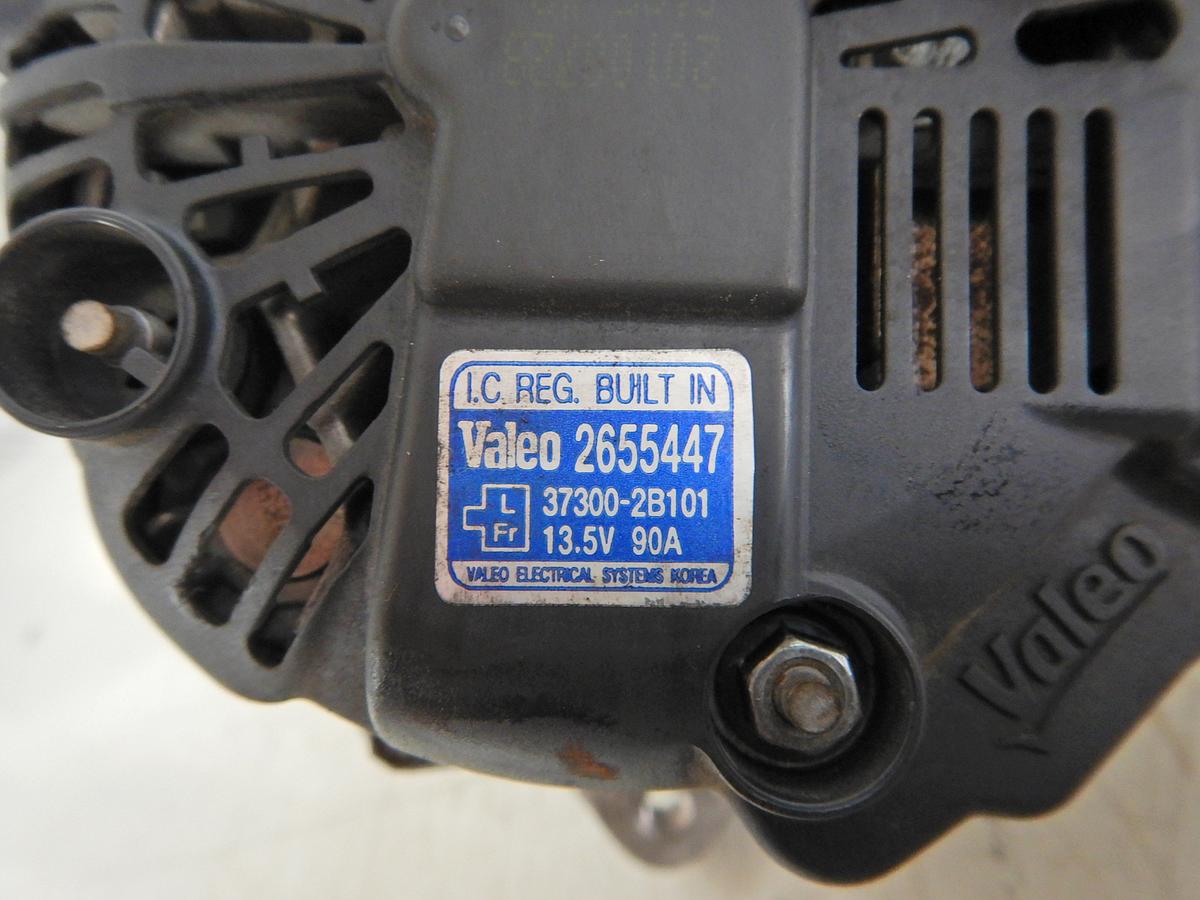 I.C. REG. BUILT IN
Valeo 2655447
L
Fr
37300-2B101
13.5V 90A
VALEO ELECTRICAL SYSTEMS KOREA
Valeo